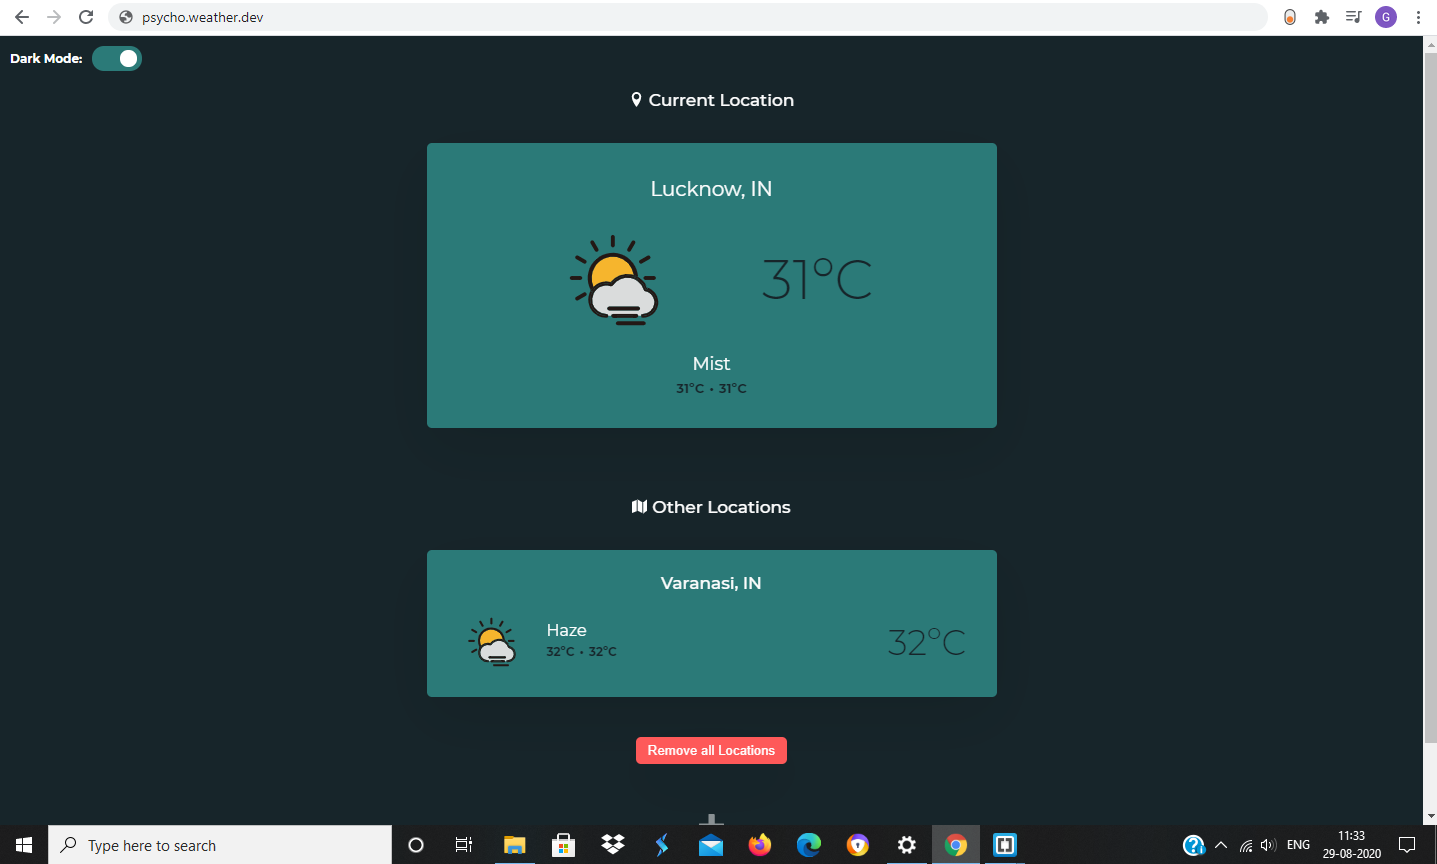 psycho.weather.dev
G
Dark Mode:
Current Location
Lucknow, IN
31°C
Mist
31°C • 31°C
Other Locations
Varanasi, IN
Haze
32°C • 32°C
32°C
Remove all Locations
Type here to search
ENG
11:33
29-08-2020